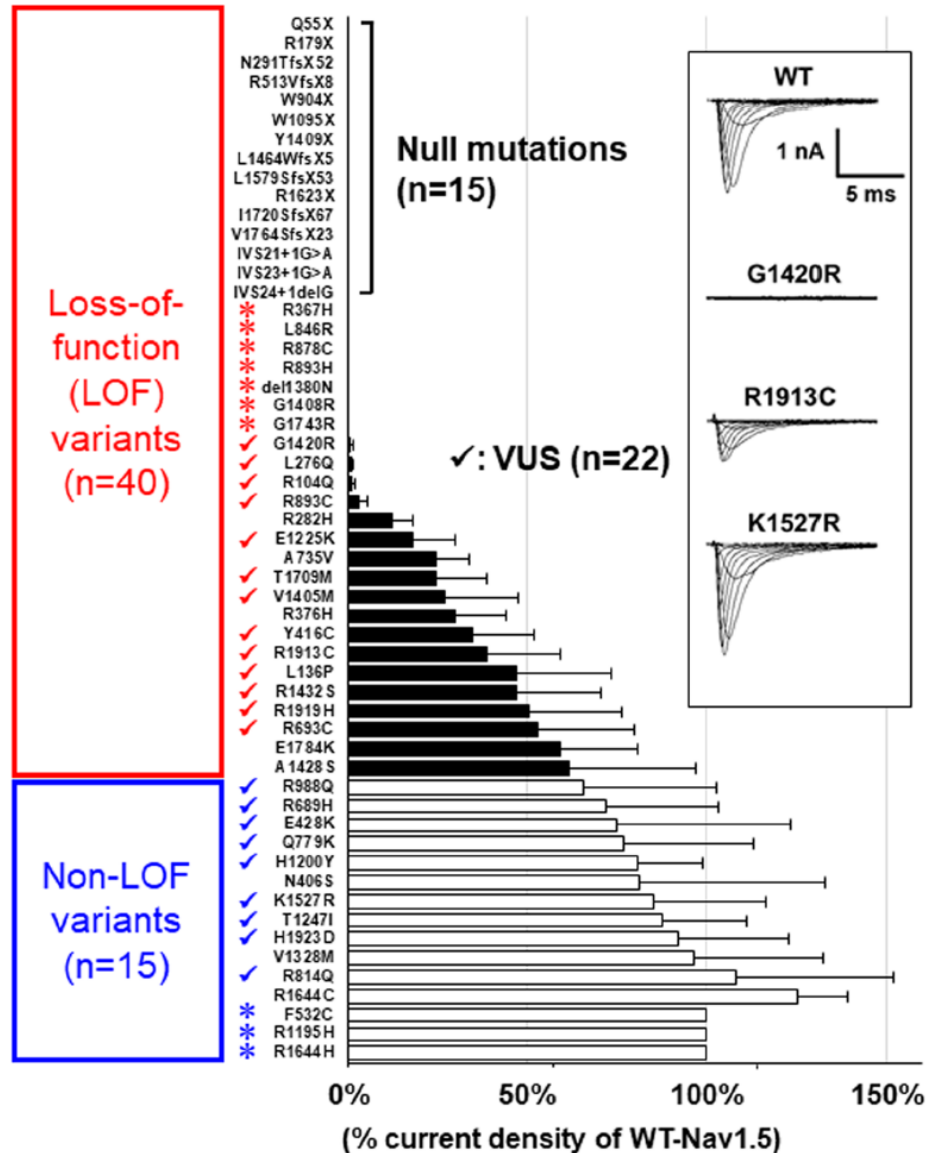 Loss-of-
function
(LOF)
variants
(n=40)
Non-LOF
variants
(n=15)
Q55X
R179X
N291TfsX52
R513VfsX8
W904X
W1095X
Y1409X
L1464WfsX5
L1579SfsX53
R1623X
I1720SfsX67
V1764SfsX23
IVS21+1G>A
IVS23+1G>A
IVS24+1delG
* R367H
* L846R
* R878C
* R893H
* del1380N
* G1408R
* G1743R
✓ G1420R
✓ L276Q
✓ R104Q
✓ R893C
R282H
✓ E1225K
A735V
✓ T1709M
✓ V1405M
R376H
✓ Y416C
✓ R1913C
✓ L136P
✓ R1432S
✓ R1919H
✓ R693C
E1784K
A1428S
✓ R988Q
✓ R689H
✓ E428K
✓ Q779K
✓ H1200Y
N406S
✓ K1527R
✓ T1247I
✓ H1923D
V1328M
✓ R814Q
R1644C
* F532C
* R1195H
* R1644H
Null mutations
(n=15)
✓: VUS (n=22)
WT
1 nA
5 ms
G1420R
R1913C
K1527R
0% 50% 100% 150%
(% current density of WT-Nav1.5)